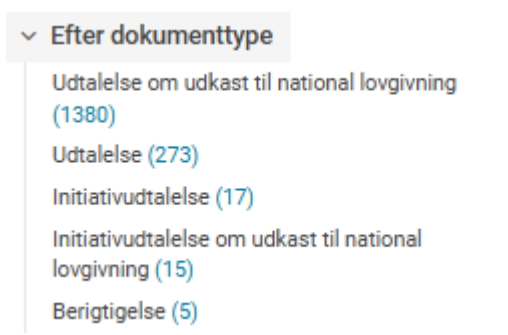 Efter dokumenttype
Udtalelse om udkast til national lovgivning
(1380)
Udtalelse (273)
Initiativudtalelse (17)
Initiativudtalelse om udkast til national
lovgivning (15)
Berigtigelse (5)